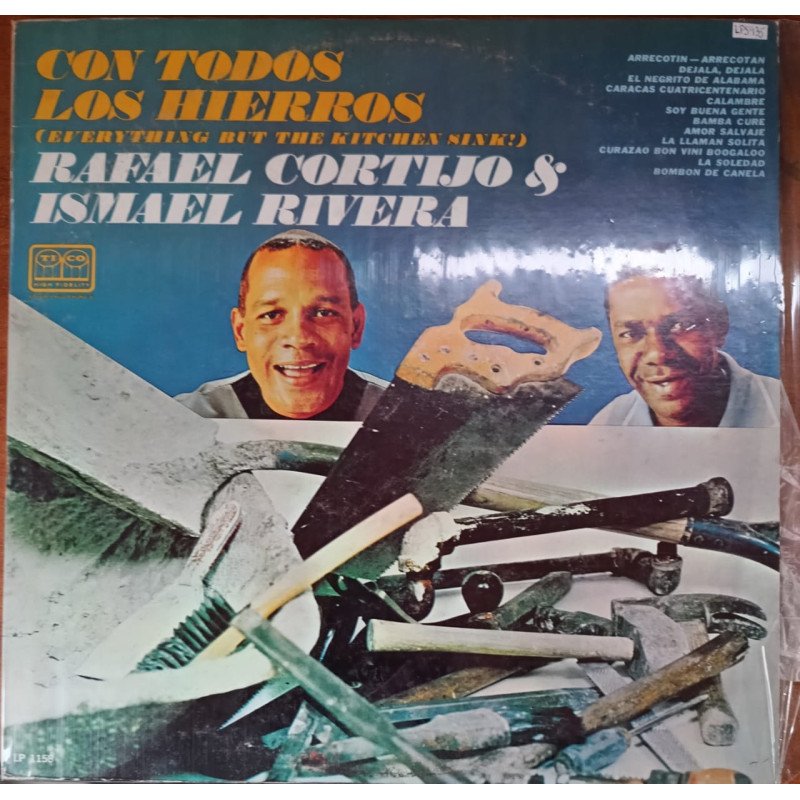 CON TODOS
LOS HIERROS
(EVERYTHING BUT THE KITCHEN SINK!)
RAFAEL CORTIJO &
ISMAEL RIVERA
TICO
HIGH FIDELITY
ARRECOTIN — ARRECOTAN
DEJALA, DEJALA
EL NEGRITO DE ALABAMA
CARACAS CUATRICENTENARIO
CALAMBRE
SOY BUENA GENTE
BAMBA CURE
AMOR SALVAJE
LA LLAMAN SOLITA
CURAZAO BON VINI BOOGALOO
LA SOLEDAD
BOMBON DE CANELA